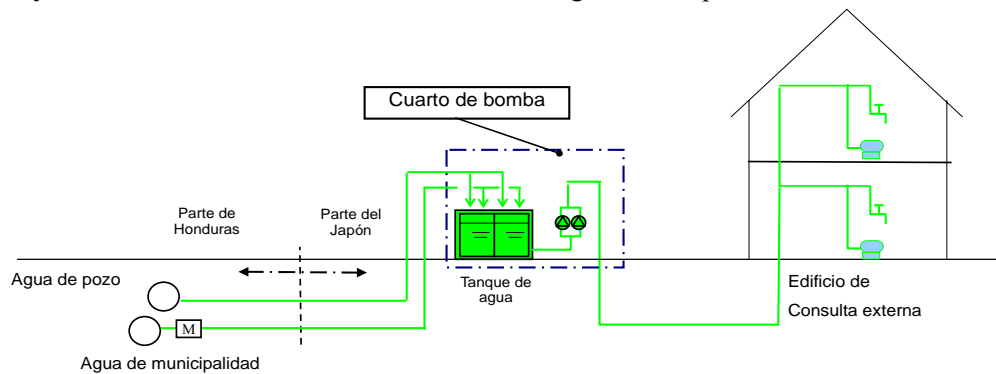 Cuarto de bomba
Parte de
Honduras
Parte del
Japón
Agua de pozo
Tanque de
agua
Edificio de
Consulta externa
M
Agua de municipalidad